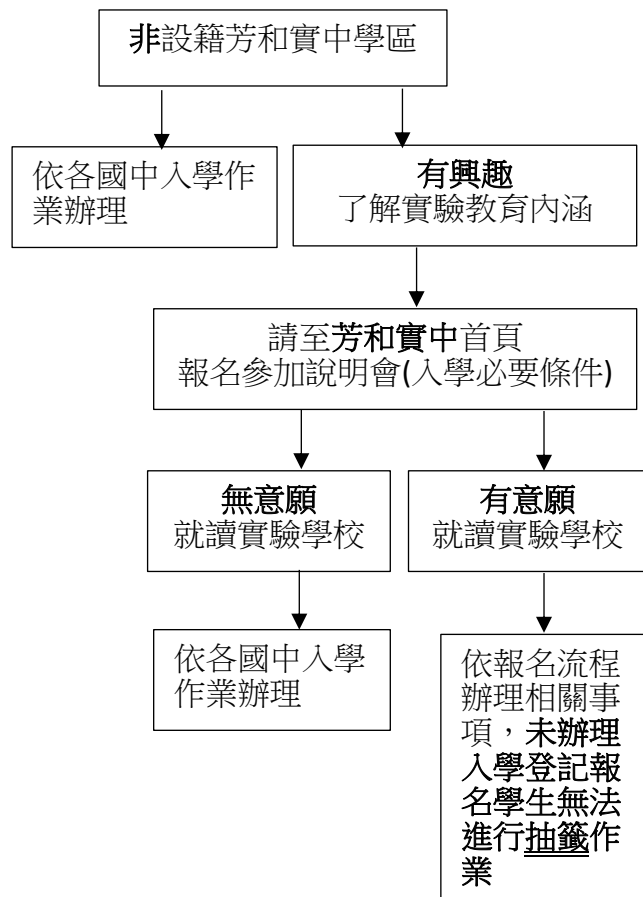 非設籍芳和實中學區
依各國中入學作
業辦理
有興趣
了解實驗教育內涵
請至芳和實中首頁
報名參加說明會(入學必要條件)
無意願
就讀實驗學校
有意願
就讀實驗學校
依各國中入學
作業辦理
依報名流程
辦理相關事
項，未辦理
入學登記報
名學生無法
進行抽籤作
業